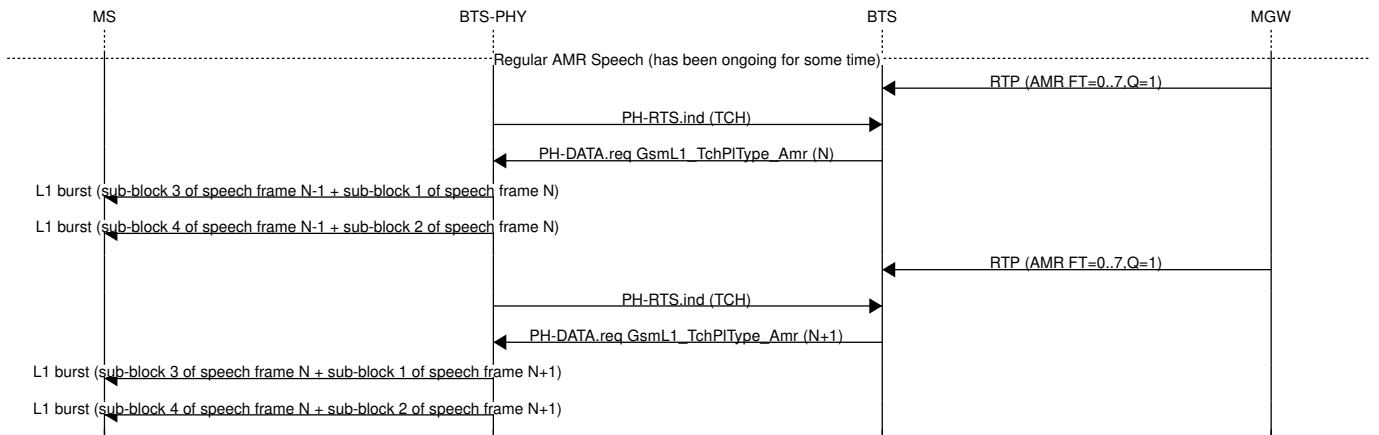 MS BTS-PHY BTS MGW
Regular AMR Speech (has been ongoing for some time)
RTP (AMR FT=0..7,Q=1)
PH-RTS.ind (TCH)
PH-DATA.req GsmL1_TchPlType_Amr (N)
L1 burst (sub-block 3 of speech frame N-1 + sub-block 1 of speech frame N)
L1 burst (sub-block 4 of speech frame N-1 + sub-block 2 of speech frame N)
RTP (AMR FT=0..7,Q=1)
PH-RTS.ind (TCH)
PH-DATA.req GsmL1_TchPlType_Amr (N+1)
L1 burst (sub-block 3 of speech frame N + sub-block 1 of speech frame N+1)
L1 burst (sub-block 4 of speech frame N + sub-block 2 of speech frame N+1)